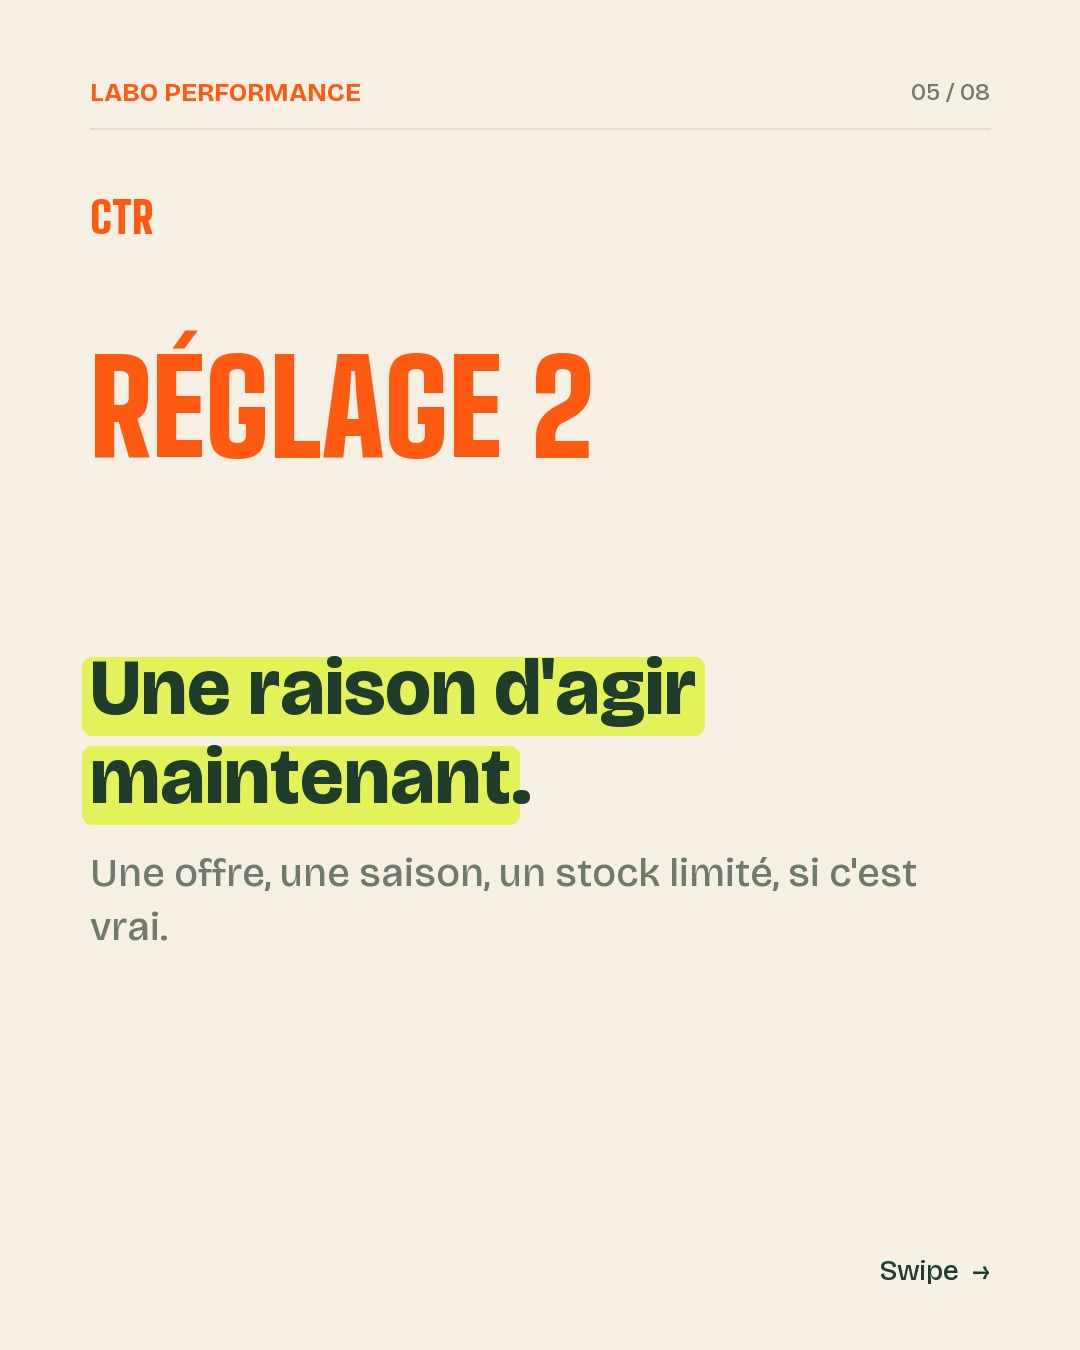 LABO PERFORMANCE
05 / 08
CTR
RÉGLAGE 2
Une raison d'agir
maintenant.
Une offre, une saison, un stock limité, si c'est
vrai.
Swipe →